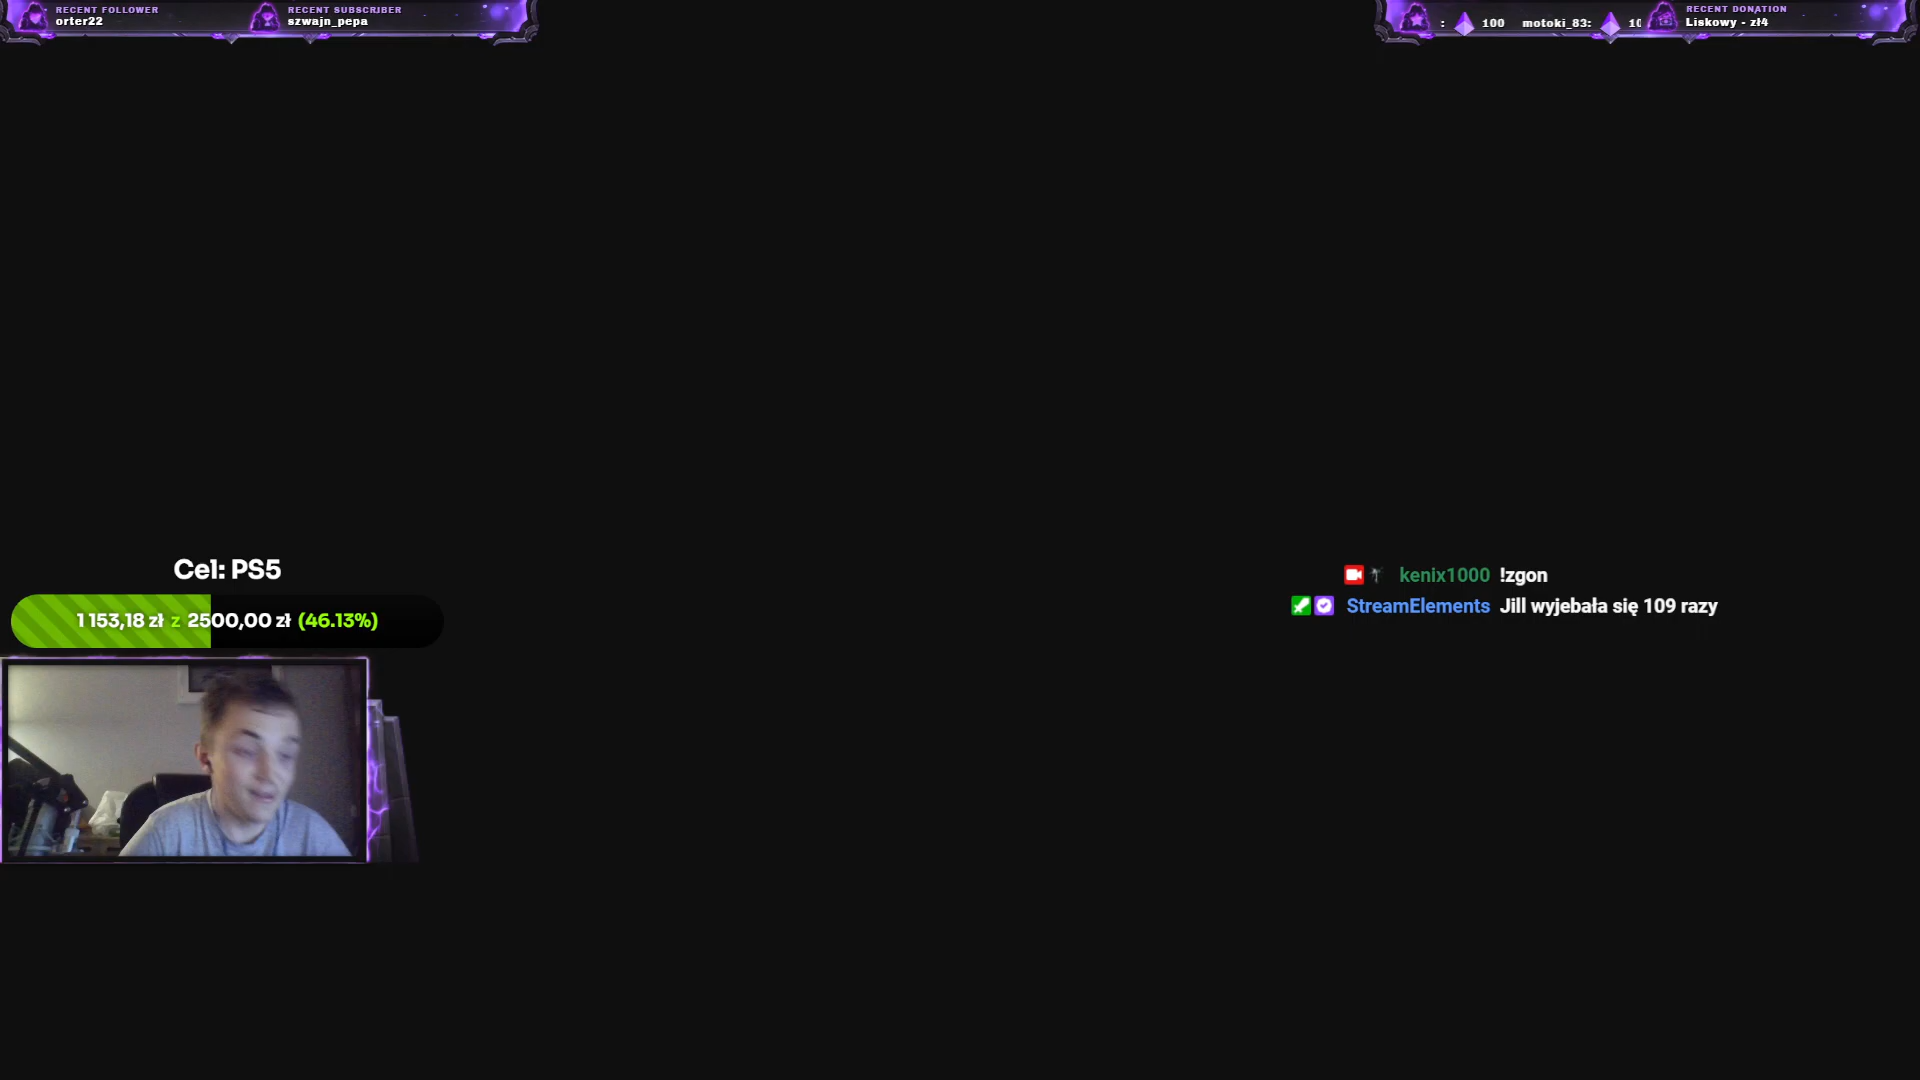 RECENT FOLLOWER
orter22
RECENT SUBSCRIBER
szwajn_pepa
: 100 motoki_83: 10
RECENT DONATION
Liskowy - zł4
Cel: PS5
1 153,18 zł z 2500,00 zł (46.13%)
kenix1000 !zgon
StreamElements Jill wyjebała się 109 razy